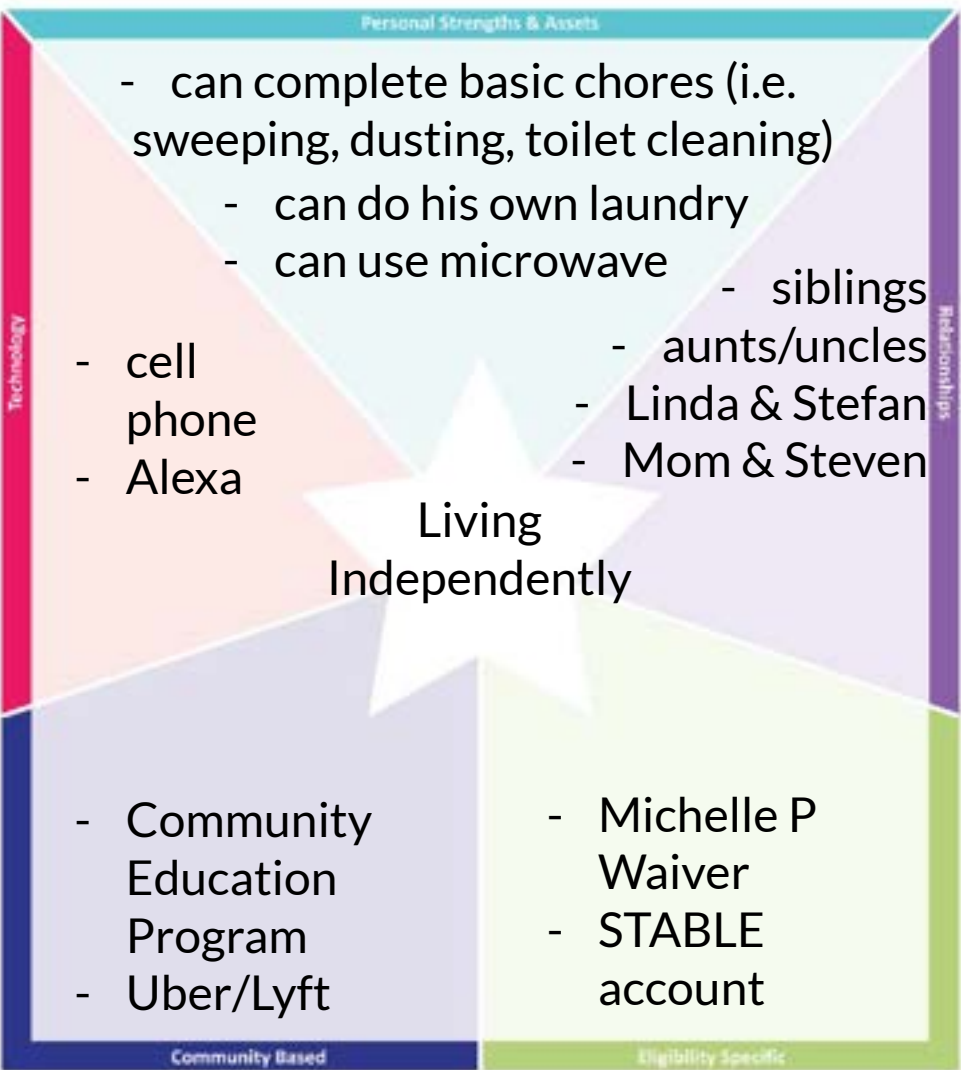 Personal Strengths & Assets
- can complete basic chores (i.e.
sweeping, dusting, toilet cleaning)
- can do his own laundry
- can use microwave
Technology
- cell
phone
- Alexa
- siblings
- aunts/uncles
- Linda & Stefan
- Mom & Steven
Relationships
Living
Independently
- Community
Education
Program
- Uber/Lyft
Community Based
- Michelle P
Waiver
- STABLE
account
Eligibility Specific